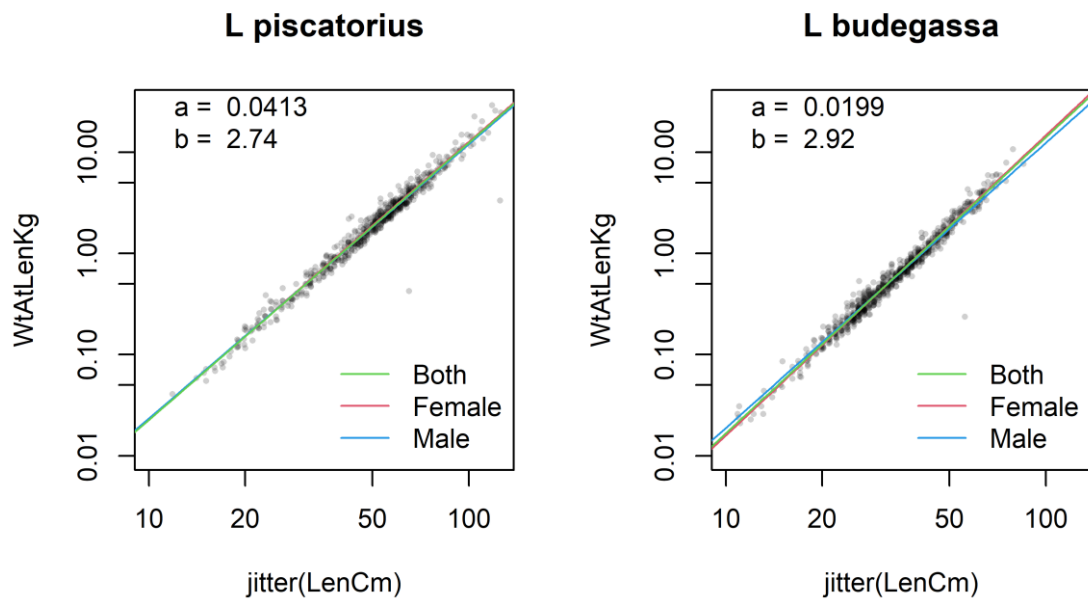 L piscatorius
a = 0.0413
b = 2.74
WtAtLenKg
10.00
1.00
0.10
0.01
Both
Female
Male
10 20 50 100
jitter(LenCm)
L budegassa
a = 0.0199
b = 2.92
WtAtLenKg
10.00
1.00
0.10
0.01
Both
Female
Male
10 20 50 100
jitter(LenCm)